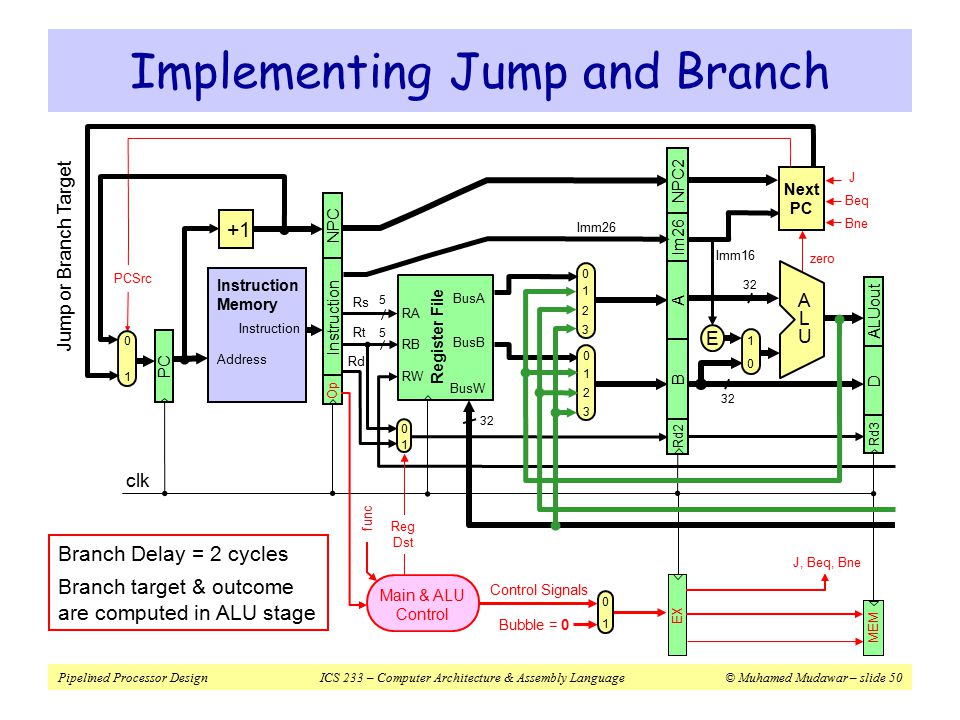 Implementing Jump and Branch
Jump or Branch Target
PCSrc
0
1
PC
+1
Instruction
Memory
Instruction
Address
NPC
Instruction
Op
Rs
5
Rt
5
Rd
RA
RB
RW
Register File
BusA
BusB
BusW
32
0
1
0
1
2
3
0
1
2
3
Imm26
NPC2
Im26
A
B
Rd2
Imm16
E
1
0
32
32
Next
PC
J
Beq
Bne
zero
A
L
U
ALUout
D
Rd3
clk
func
Reg
Dst
Main & ALU
Control
Control Signals
Bubble = 0
0
1
EX
J, Beq, Bne
MEM
Branch Delay = 2 cycles
Branch target & outcome
are computed in ALU stage
Pipelined Processor Design
ICS 233 – Computer Architecture & Assembly Language
© Muhamed Mudawar – slide 50